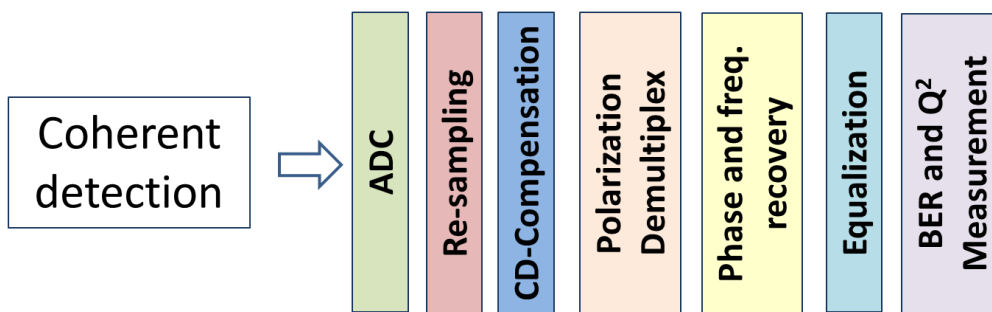 Coherent
detection
ADC
Re-sampling
CD-Compensation
Polarization
Demultiplex
Phase and freq.
recovery
Equalization
BER and Q²
Measurement